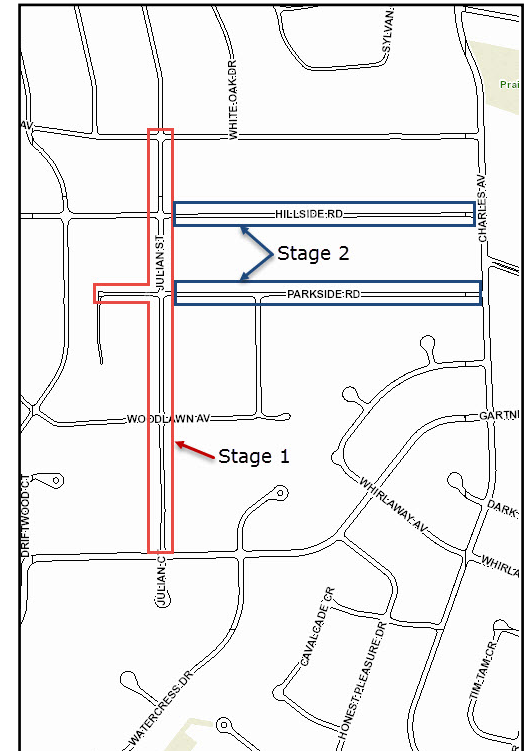 SYLVAN
WHITE OAK DR
Prai
AV
CHARLES AV
HILLSIDE RD
JULIAN ST
Stage 2
PARKSIDE RD
WOODLAWN AV
GARTN
Stage 1
WHIRLAWAY AV
DARK
DRIFTWOOD CT
WHIRLA
JULIAN C
CAVALCADE CR
HONEST PLEASURE DR
TIM TAM CR
WATERCRESS DR